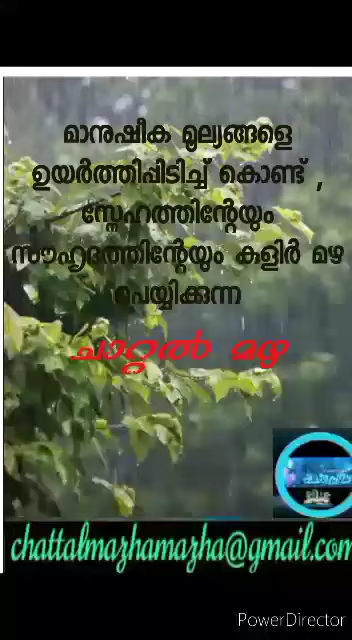 മാനുഷീക മൂല്യങ്ങളെ
ഉയർത്തിപ്പിടിച്ച് കൊണ്ട് ,
സ്നേഹത്തിന്റേയും
സൗഹൃദത്തിന്റേയും കുളിർ മഴ
പെയ്യിക്കുന്ന
ചാറ്റൽ മഴ
chattalmazhamazha@gmail.com
PowerDirector